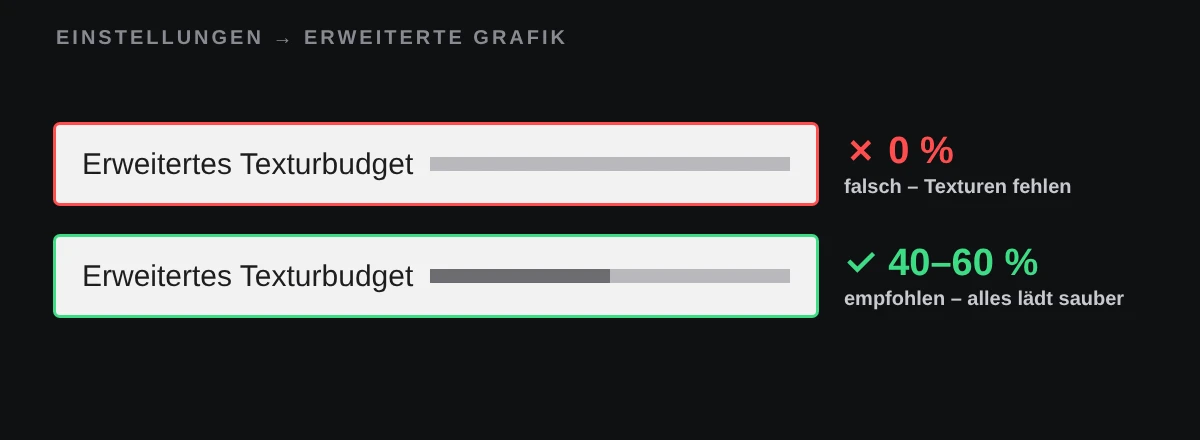 EINSTELLUNGEN → ERWEITERTE GRAFIK
Erweitertes Texturbudget
✕ 0 %
falsch – Texturen fehlen
Erweitertes Texturbudget
✓ 40–60 %
empfohlen – alles lädt sauber